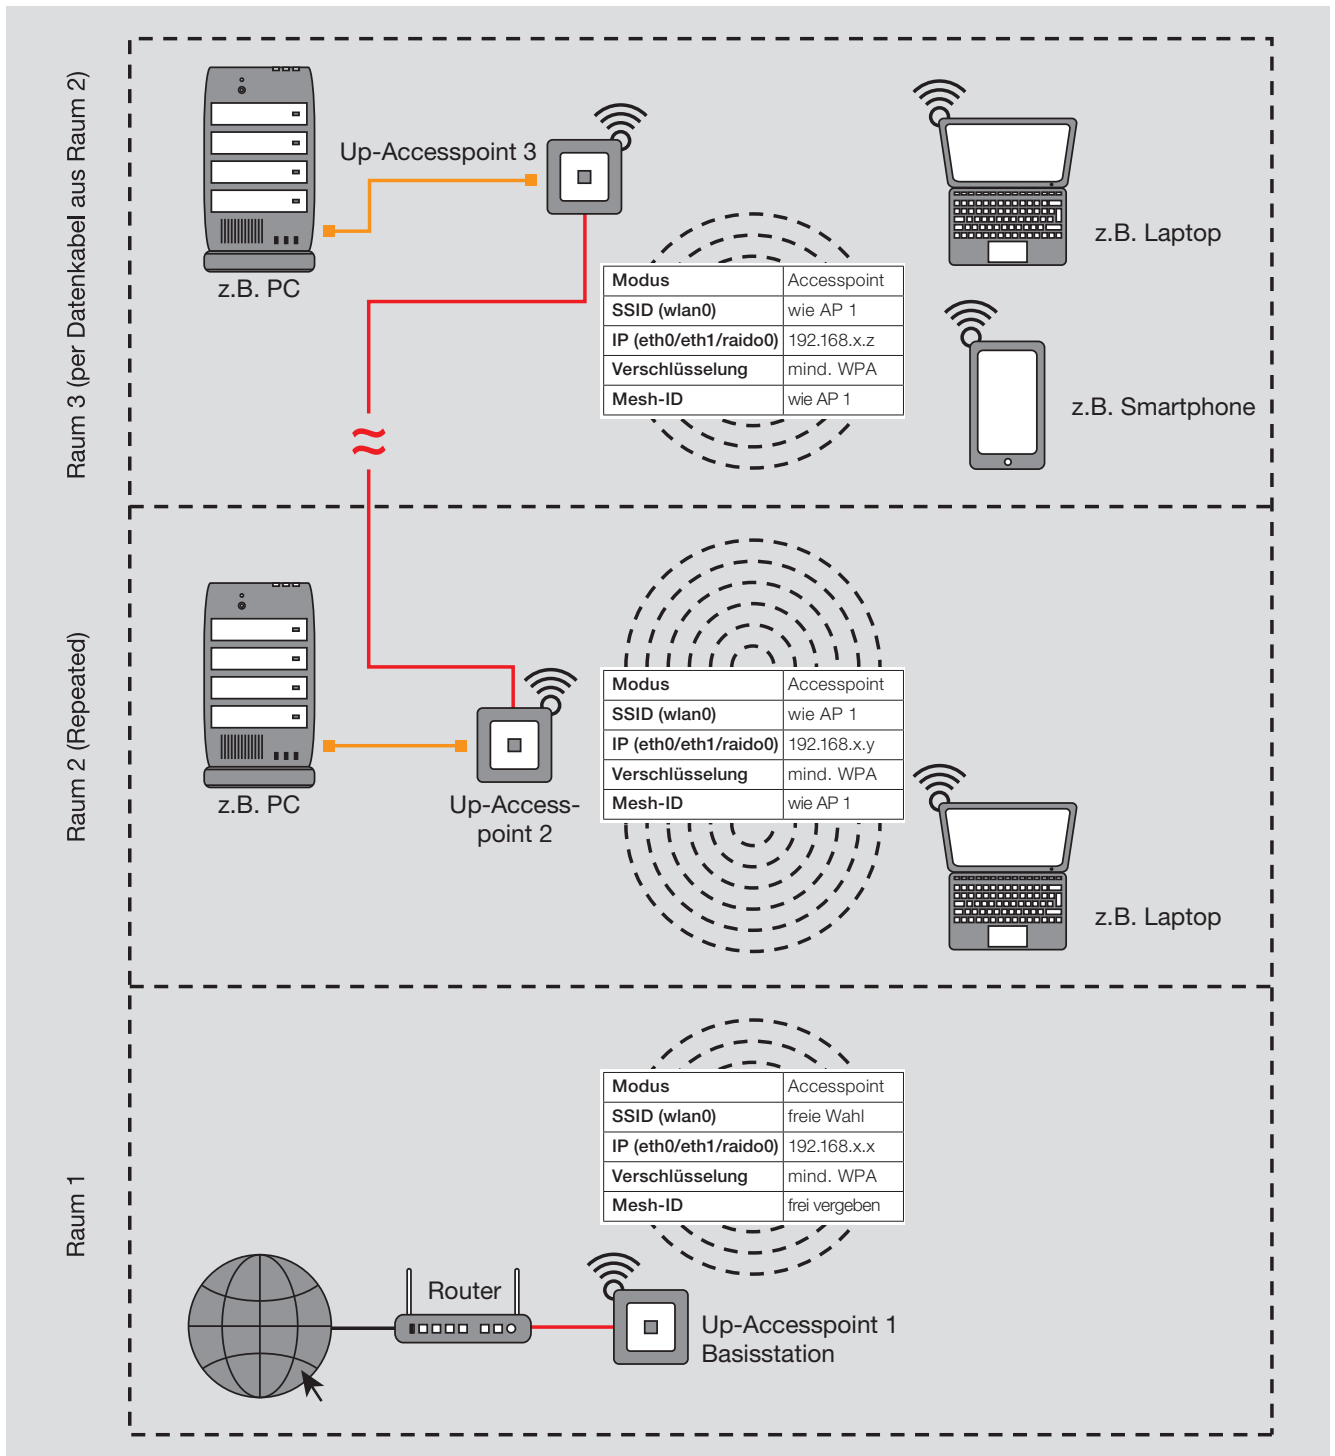 Raum 3 (per Datenkabel aus Raum 2)
Up-Accesspoint 3
z.B. PC
z.B. Laptop
Modus Accesspoint
SSID (wlan0) wie AP 1
IP (eth0/eth1/raido0) 192.168.x.z
Verschlüsselung mind. WPA
Mesh-ID wie AP 1
z.B. Smartphone
Raum 2 (Repeated)
z.B. PC
Up-Access-
point 2
Modus Accesspoint
SSID (wlan0) wie AP 1
IP (eth0/eth1/raido0) 192.168.x.y
Verschlüsselung mind. WPA
Mesh-ID wie AP 1
z.B. Laptop
Raum 1
Modus Accesspoint
SSID (wlan0) freie Wahl
IP (eth0/eth1/raido0) 192.168.x.x
Verschlüsselung mind. WPA
Mesh-ID frei vergeben
Router
Up-Accesspoint 1
Basisstation